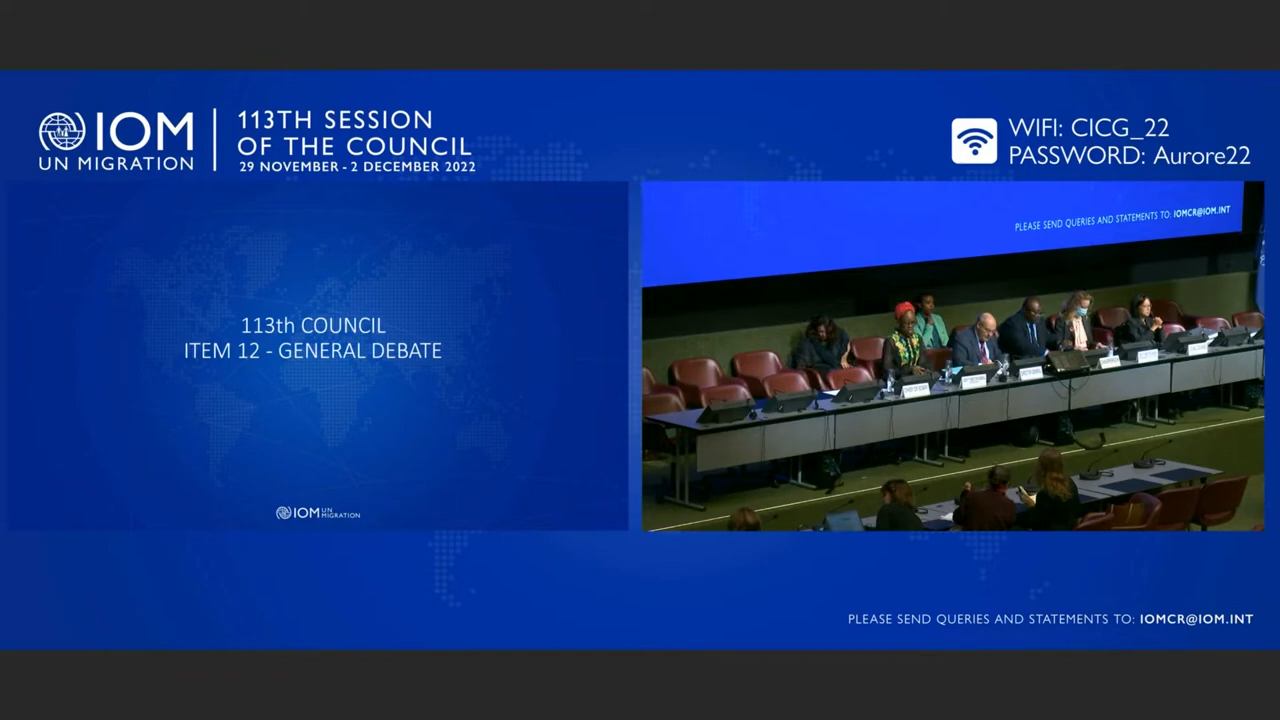 IOM
UN MIGRATION
113TH SESSION
OF THE COUNCIL
29 NOVEMBER - 2 DECEMBER 2022
WIFI: CICG_22
PASSWORD: Aurore22
113th COUNCIL
ITEM 12 - GENERAL DEBATE
IOM UN MIGRATION
PLEASE SEND QUERIES AND STATEMENTS TO: IOMCR@IOM.INT
PLEASE SEND QUERIES AND STATEMENTS TO: IOMCR@IOM.INT